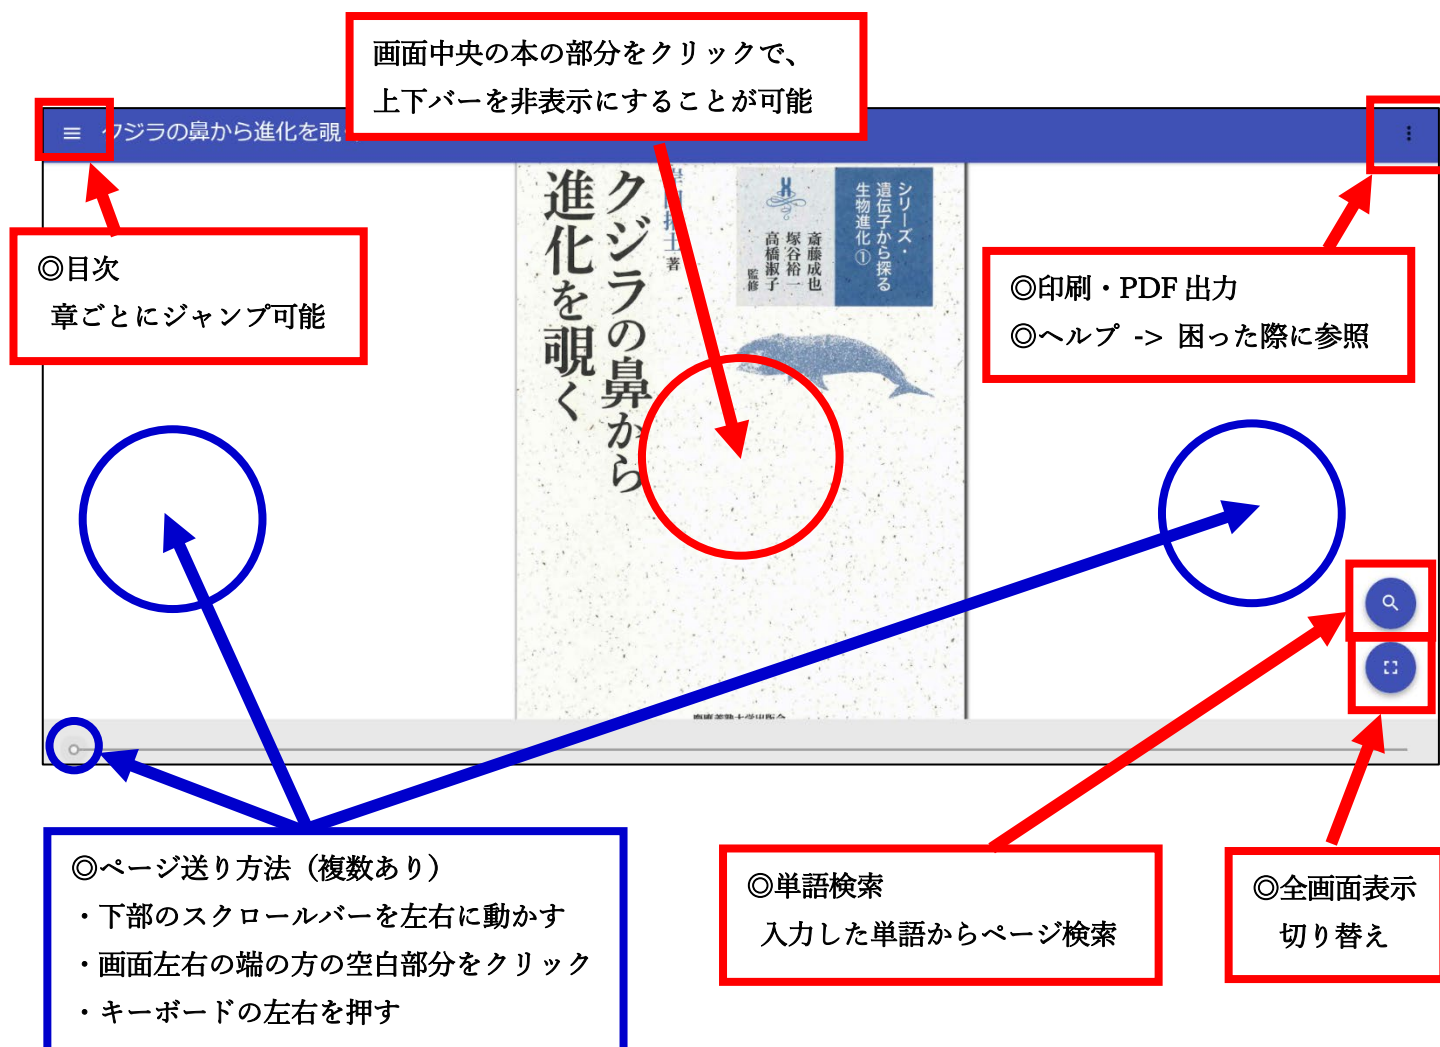 画面中央の本の部分をクリックで、
上下バーを非表示にすることが可能
クジラの鼻から進化を覗
◎目次
章ごとにジャンプ可能
シリーズ・
遺伝子から探る
生物進化①
斎藤成也
塚谷裕一
高橋淑子
監修
著
クジラの鼻から
進化を覗く
◎印刷・PDF 出力
◎ヘルプ -> 困った際に参照
◎ページ送り方法（複数あり）
・下部のスクロールバーを左右に動かす
・画面左右の端の方の空白部分をクリック
・キーボードの左右を押す
◎単語検索
入力した単語からページ検索
◎全画面表示
切り替え